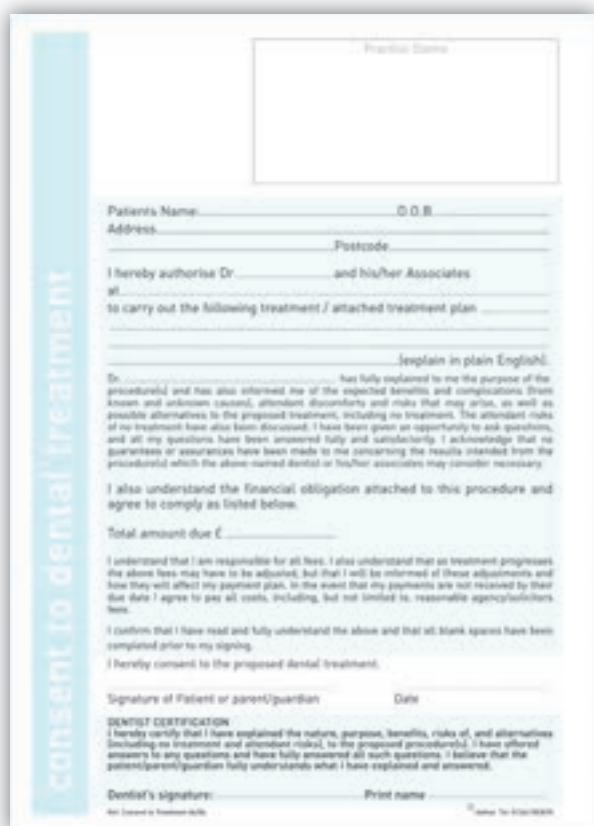 Practice Stamp
consent to dental treatment
Patients Name D O B
Address
Postcode
I hereby authorise Dr and his/her Associates
at
to carry out the following treatment / attached treatment plan
(explain in plain English).
Dr. has fully explained to me the purpose of the
procedure(s) and has also informed me of the expected benefits and complications (from
known and unknown causes), attendant discomforts and risks that may arise, as well as
possible alternatives to the proposed treatment, including no treatment. The attendant risks
of no treatment have also been discussed. I have been given an opportunity to ask questions,
and all my questions have been answered fully and satisfactorily. I acknowledge that no
guarantees or assurances have been made to me concerning the results intended from the
procedure(s) which the above named dentist or his/her associates may consider necessary.
I also understand the financial obligation attached to this procedure and
agree to comply as listed below.
Total amount due £
I understand that I am responsible for all fees. I also understand that as treatment progresses
the above fees may have to be adjusted, but that I will be informed of these adjustments and
how they will affect my payment plan. In the event that my payments are not received by their
due date I agree to pay all costs, including, but not limited to, reasonable agency/solicitors
fees.
I confirm that I have read and fully understand the above and that all blank spaces have been
completed prior to my signing.
I hereby consent to the proposed dental treatment.
Signature of Patient or parent/guardian Date
DENTIST CERTIFICATION
I hereby certify that I have explained the nature, purpose, benefits, risks of, and alternatives
(including no treatment and attendant risks), to the proposed procedure(s). I have offered
answers to any questions and have fully answered all such questions. I believe that the
patient/parent/guardian fully understands what I have explained and answered.
Dentist's signature: Print name
Consent to Treatment